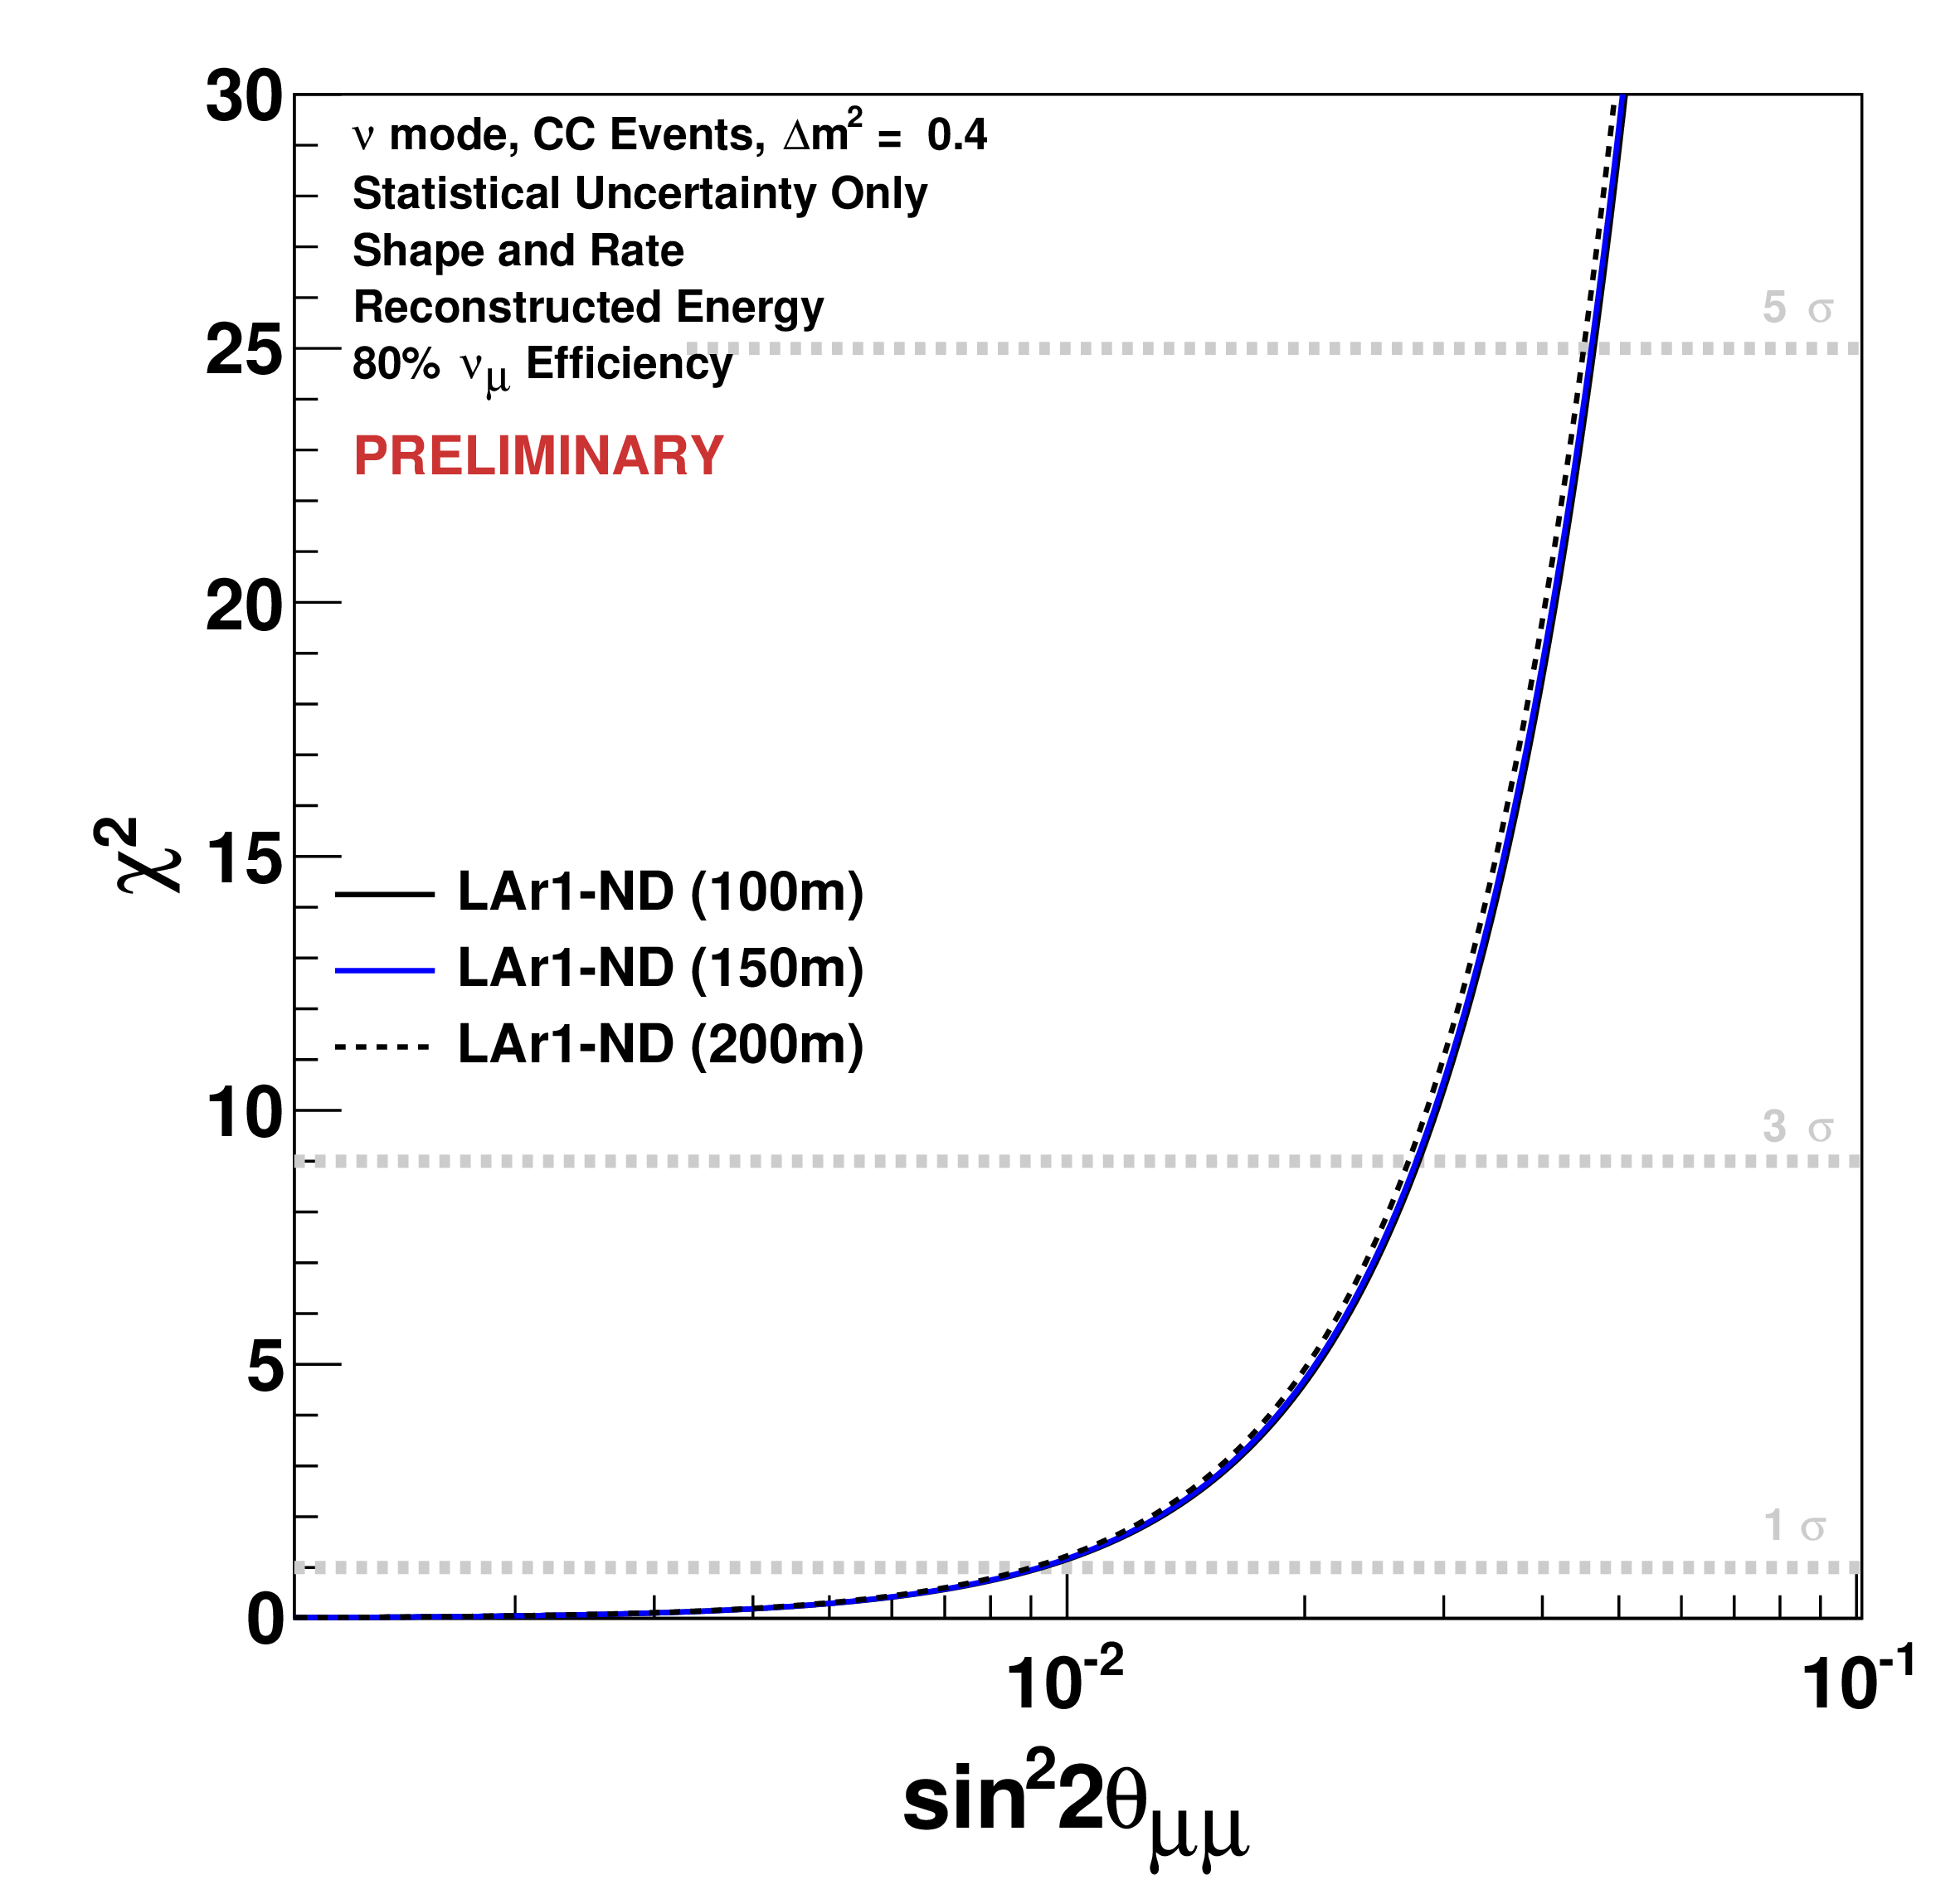 30
ν mode, CC Events, Δm² = 0.4
Statistical Uncertainty Only
Shape and Rate
Reconstructed Energy
5 σ
25
80% νμ Efficiency
PRELIMINARY
20
χ²
15
LAr1-ND (100m)
LAr1-ND (150m)
LAr1-ND (200m)
10
3 σ
5
1 σ
0
10⁻²
10⁻¹
sin²2θμμ